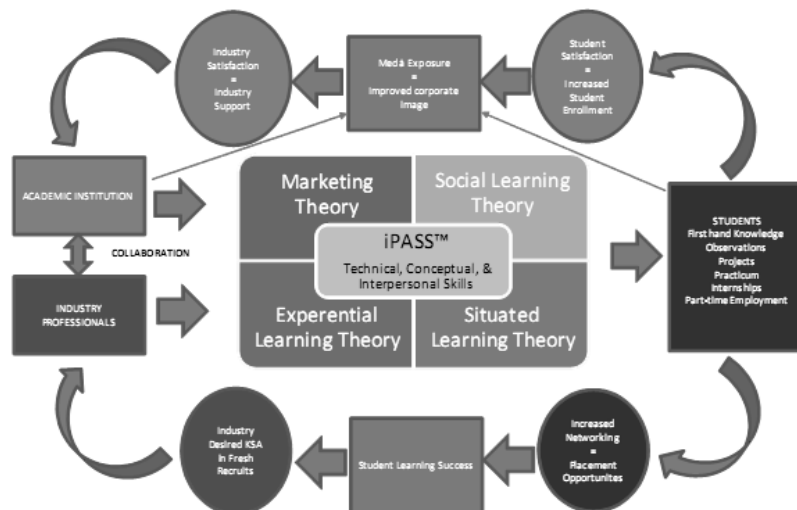 Industry
Satisfaction
=
Industry
Support
Medá Exposure
=
Improved corporate
Image
Student
Satisfaction =
Increased
Student
Enrollment
ACADEMIC INSTITUTION
COLLABORATION
INDUSTRY
PROFESSIONALS
Marketing
Theory
Social Learning
Theory
iPASS™
Technical, Conceptual, &
Interpersonal Skills
Experential
Learning Theory
Situated
Learning Theory
STUDENTS
First hand Knowledge
Observations
Projects
Practicum
Internships
Part-time Employment
Industry
Desired KSA
In Fresh
Recruits
Student Learning Success
Increased
Networking
=
Placement
Opportunites